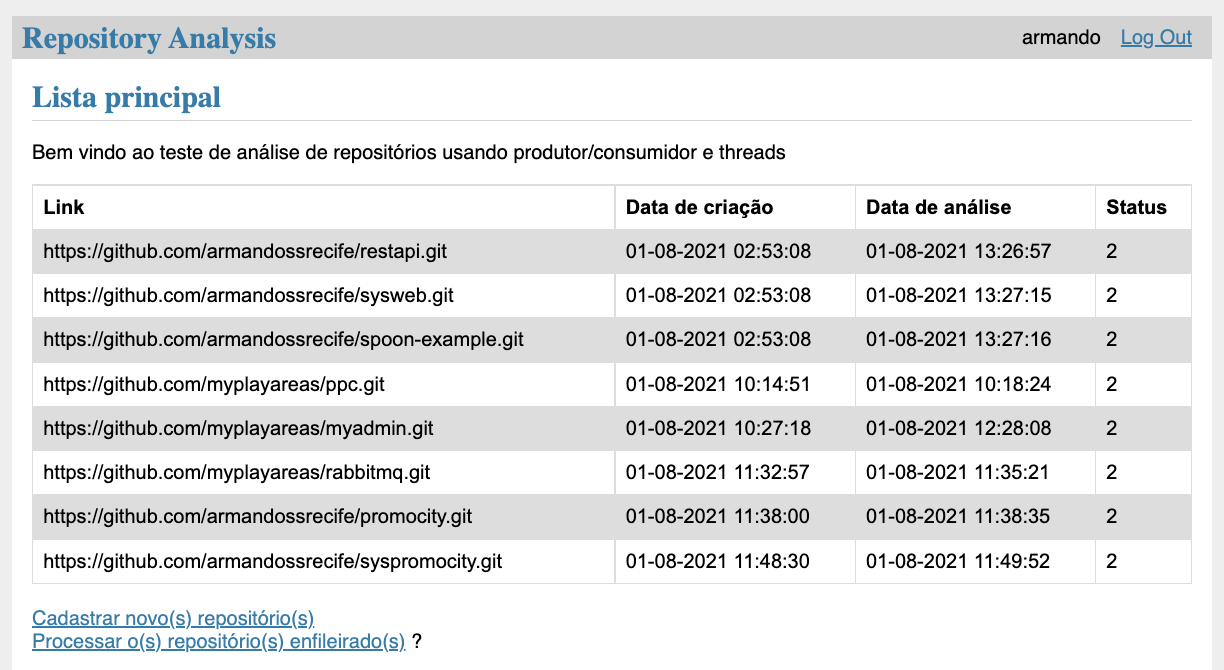 Repository Analysis armando Log Out
Lista principal
Bem vindo ao teste de análise de repositórios usando produtor/consumidor e threads
Link Data de criação Data de análise Status
https://github.com/armandossrecife/restapi.git 01-08-2021 02:53:08 01-08-2021 13:26:57 2
https://github.com/armandossrecife/sysweb.git 01-08-2021 02:53:08 01-08-2021 13:27:15 2
https://github.com/armandossrecife/spoon-example.git 01-08-2021 02:53:08 01-08-2021 13:27:16 2
https://github.com/myplayareas/ppc.git 01-08-2021 10:14:51 01-08-2021 10:18:24 2
https://github.com/myplayareas/myadmin.git 01-08-2021 10:27:18 01-08-2021 12:28:08 2
https://github.com/myplayareas/rabbitmq.git 01-08-2021 11:32:57 01-08-2021 11:35:21 2
https://github.com/armandossrecife/promocity.git 01-08-2021 11:38:00 01-08-2021 11:38:35 2
https://github.com/armandossrecife/syspromocity.git 01-08-2021 11:48:30 01-08-2021 11:49:52 2
Cadastrar novo(s) repositório(s)
Processar o(s) repositório(s) enfileirado(s) ?